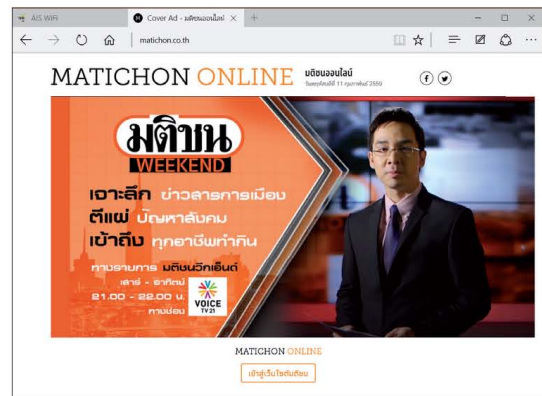 AIS WiFi
Cover Ad - มติชนออนไลน์
matichon.co.th
MATICHON ONLINE
มติชนออนไลน์
วันพฤหัสบดีที่ 11 กุมภาพันธ์ 2559
มติชน
WEEKEND
เจาะลึก ข่าวสารการเมือง
ตีแผ่ ปัญหาสังคม
เข้าถึง ทุกอาชีพทำกิน
ทางรายการ มติชนวีกเอ็นด์
เสาร์ - อาทิตย์
21.00 - 22.00 น.
ทางช่อง
VOICE
TV 21
MATICHON ONLINE
เข้าสู่เว็บไซต์มติชน